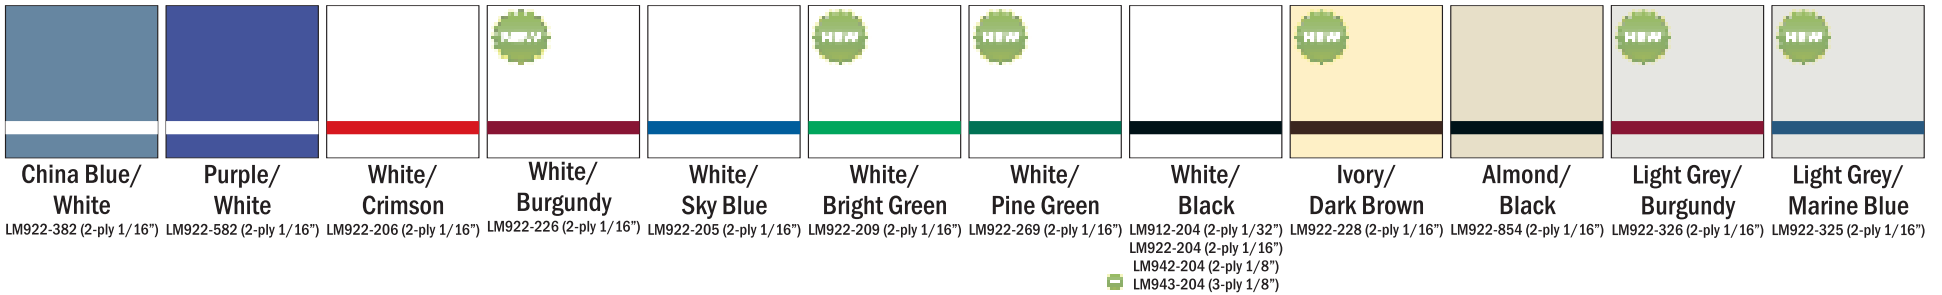 NEW
NEW
NEW
NEW
NEW
NEW
China Blue/
White
LM922-382 (2-ply 1/16”)
Purple/
White
LM922-582 (2-ply 1/16”)
White/
Crimson
LM922-206 (2-ply 1/16”)
White/
Burgundy
LM922-226 (2-ply 1/16”)
White/
Sky Blue
LM922-205 (2-ply 1/16”)
White/
Bright Green
LM922-209 (2-ply 1/16”)
White/
Pine Green
LM922-269 (2-ply 1/16”)
White/
Black
LM912-204 (2-ply 1/32”)
LM922-204 (2-ply 1/16”)
LM942-204 (2-ply 1/8”)
LM943-204 (3-ply 1/8”)
Ivory/
Dark Brown
LM922-228 (2-ply 1/16”)
Almond/
Black
LM922-854 (2-ply 1/16”)
Light Grey/
Burgundy
LM922-326 (2-ply 1/16”)
Light Grey/
Marine Blue
LM922-325 (2-ply 1/16”)